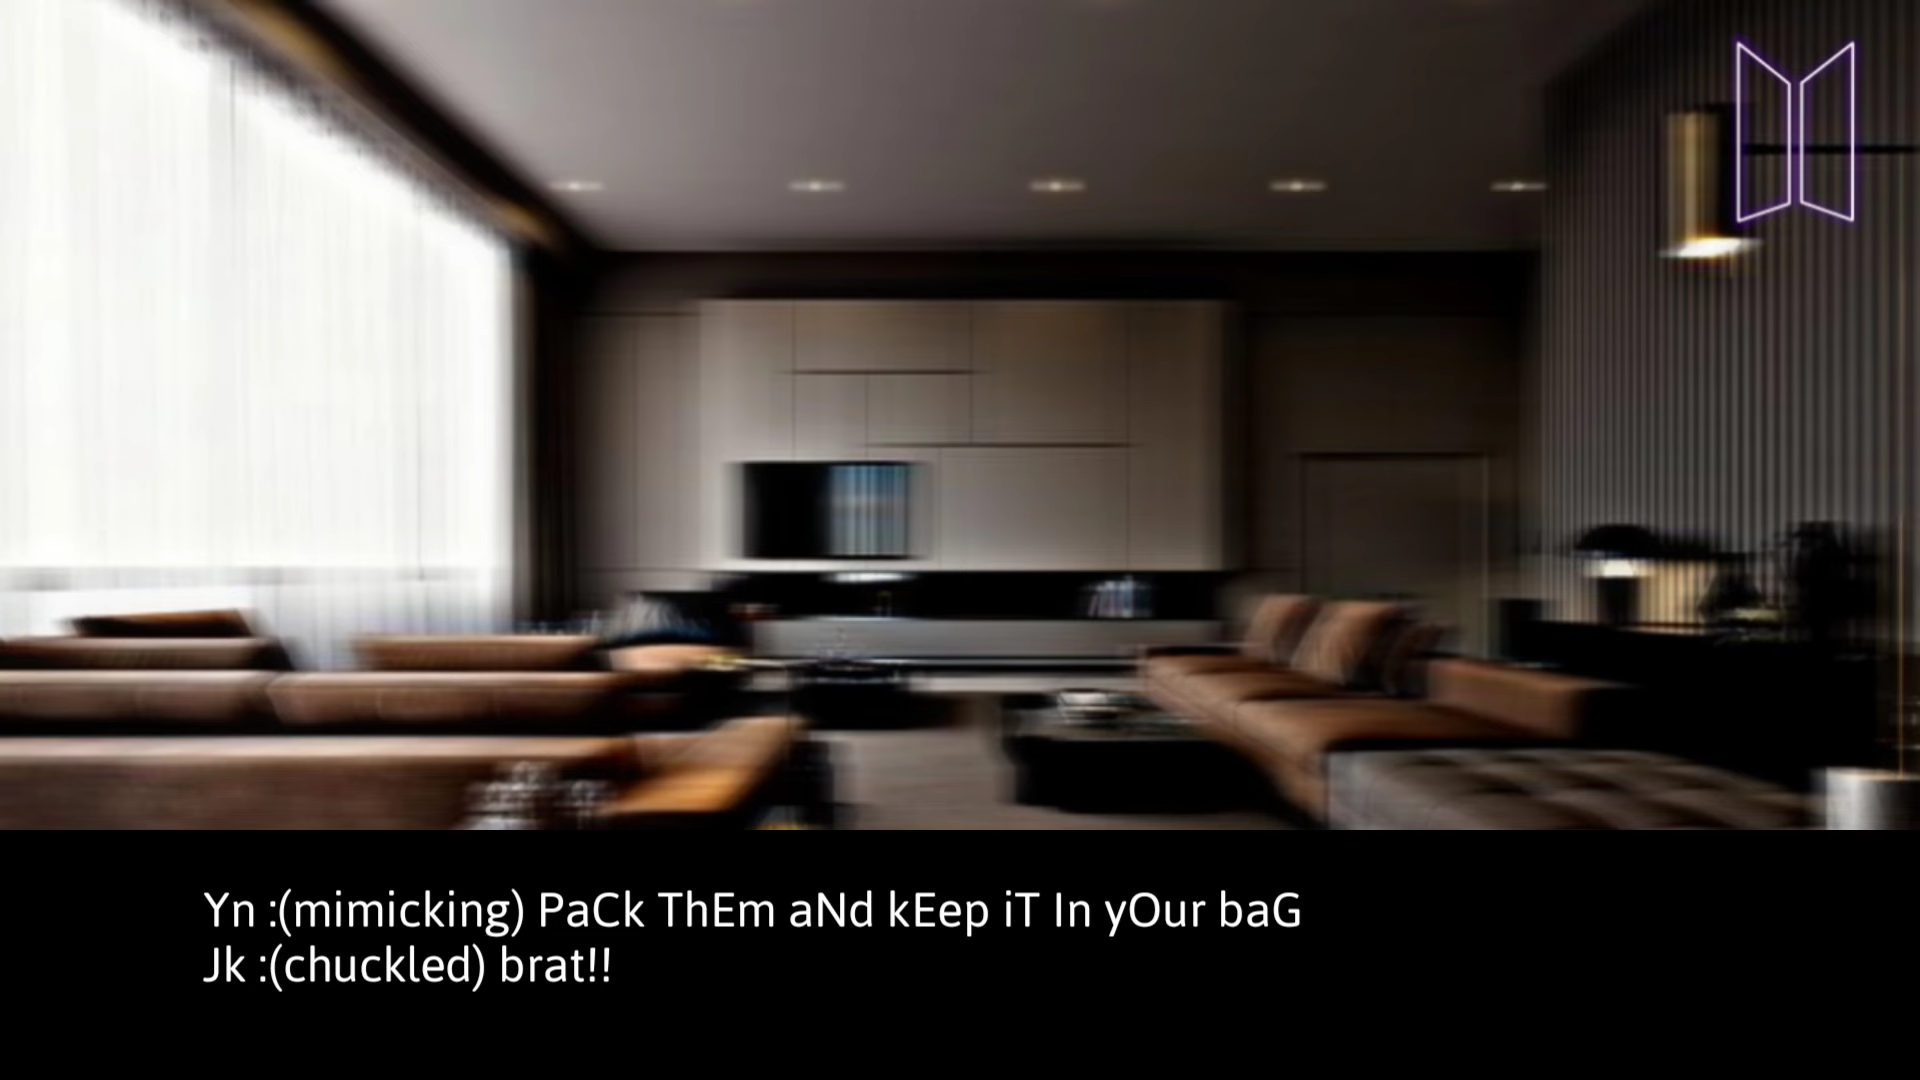 Yn :(mimicking) PaCk ThEm aNd kEep iT In yOur baG
Jk :(chuckled) brat!!